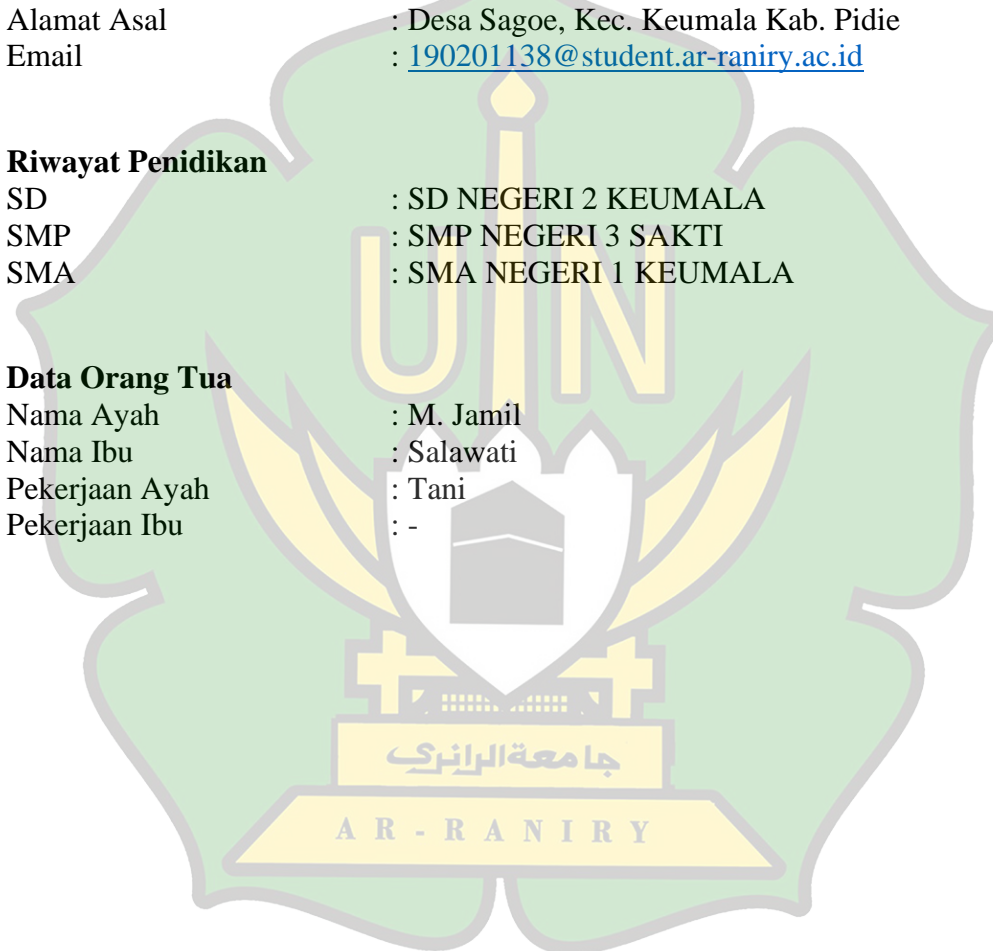 Alamat Asal : Desa Sagoe, Kec. Keumala Kab. Pidie
Email : 190201138@student.ar-raniry.ac.id
Riwayat Penidikan
SD : SD NEGERI 2 KEUMALA
SMP : SMP NEGERI 3 SAKTI
SMA : SMA NEGERI 1 KEUMALA
UIN
Data Orang Tua
Nama Ayah : M. Jamil
Nama Ibu : Salawati
Pekerjaan Ayah : Tani
Pekerjaan Ibu : -
جامعةالرانري
AR-RANIRY